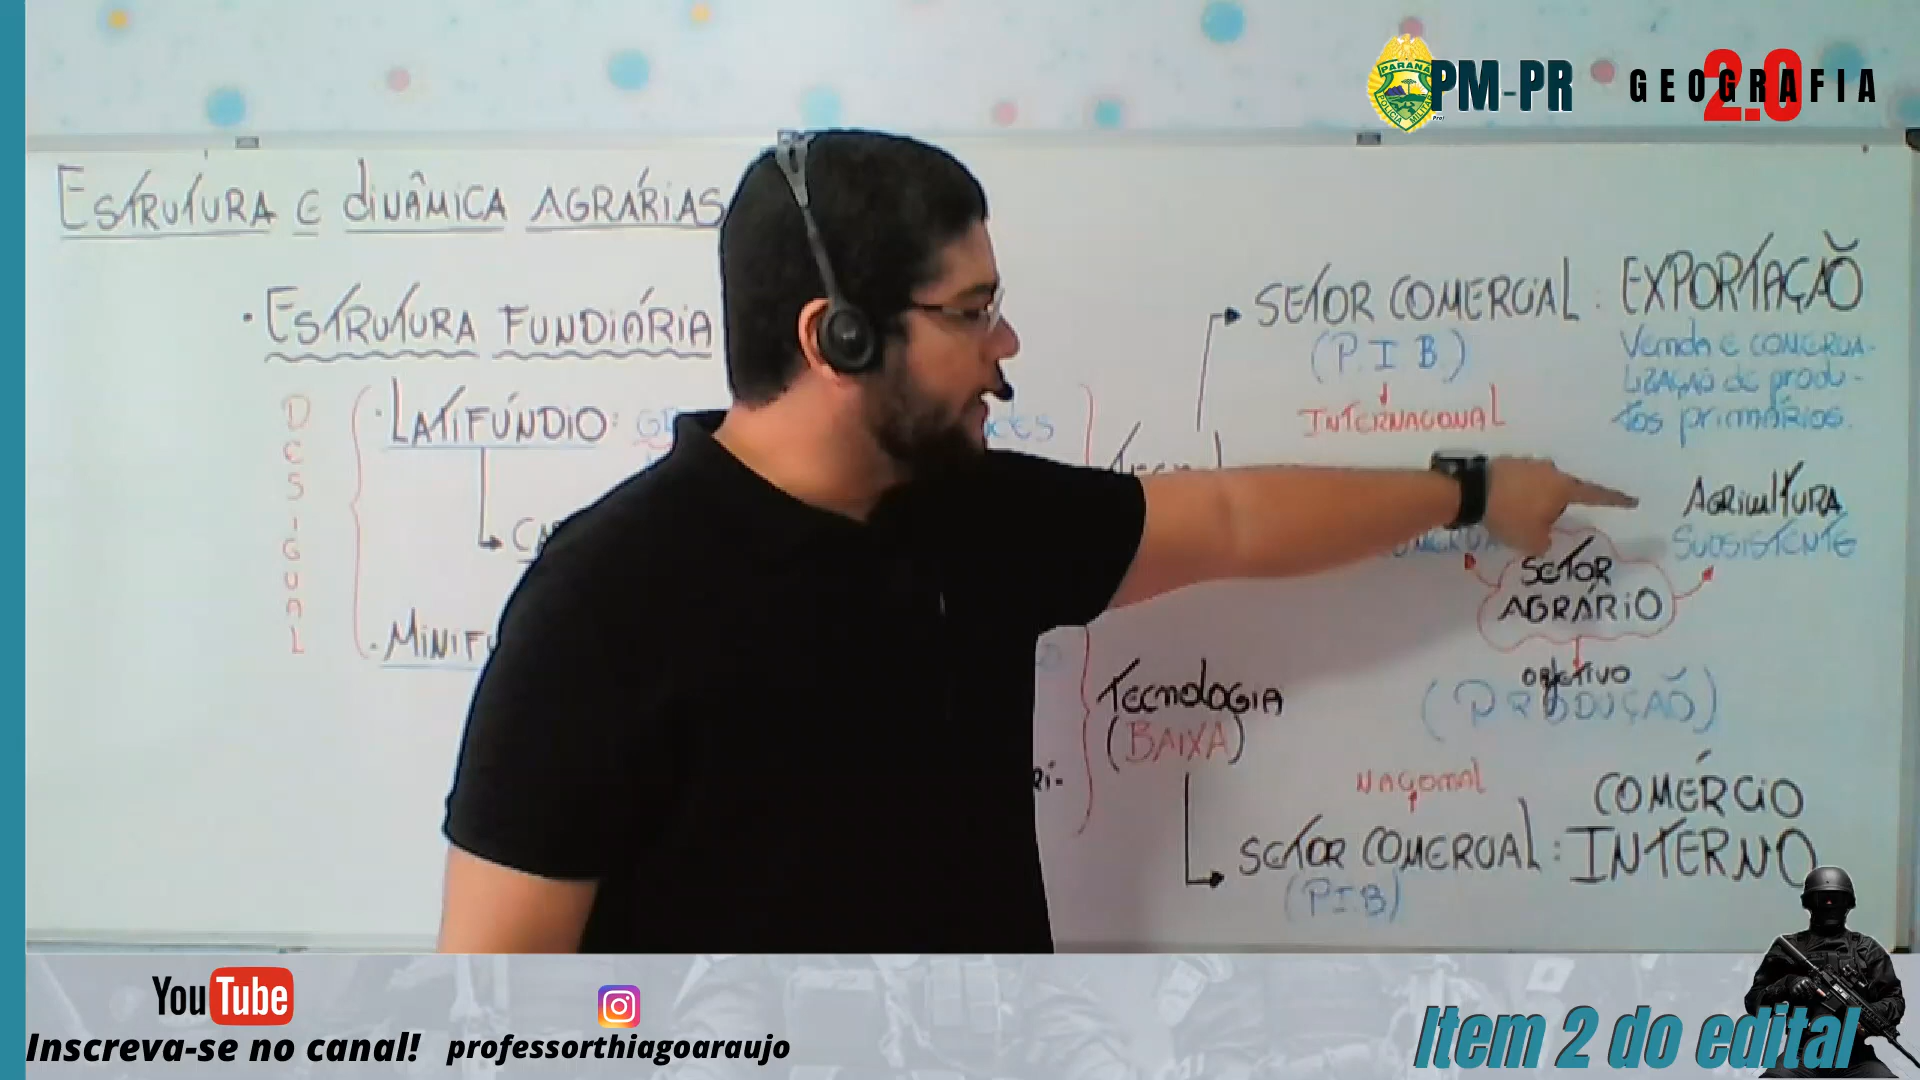 PARANÁ
PM-PR
GEOGRAFIA
2.0
ESTRUTURA E DINÂMICA AGRÁRIAS
• ESTRUTURA FUNDIÁRIA
DESIGUAL
• LATIFÚNDIO:
TECNOLOGIA
(BAIXA)
SETOR COMERCIAL : EXPORTAÇÃO
(P.I.B.)
INTERNACIONAL
Venda e comercia-
lização de produ-
tos primários.
AGRICULTURA
SUBSISTENTE
SETOR
AGRÁRIO
OBJETIVO
(PRODUÇÃO)
NACIONAL
SETOR COMERCIAL : COMÉRCIO
INTERNO
(P.I.B)
YouTube
Inscreva-se no canal!
professorthiagoaraujo
Item 2 do edital